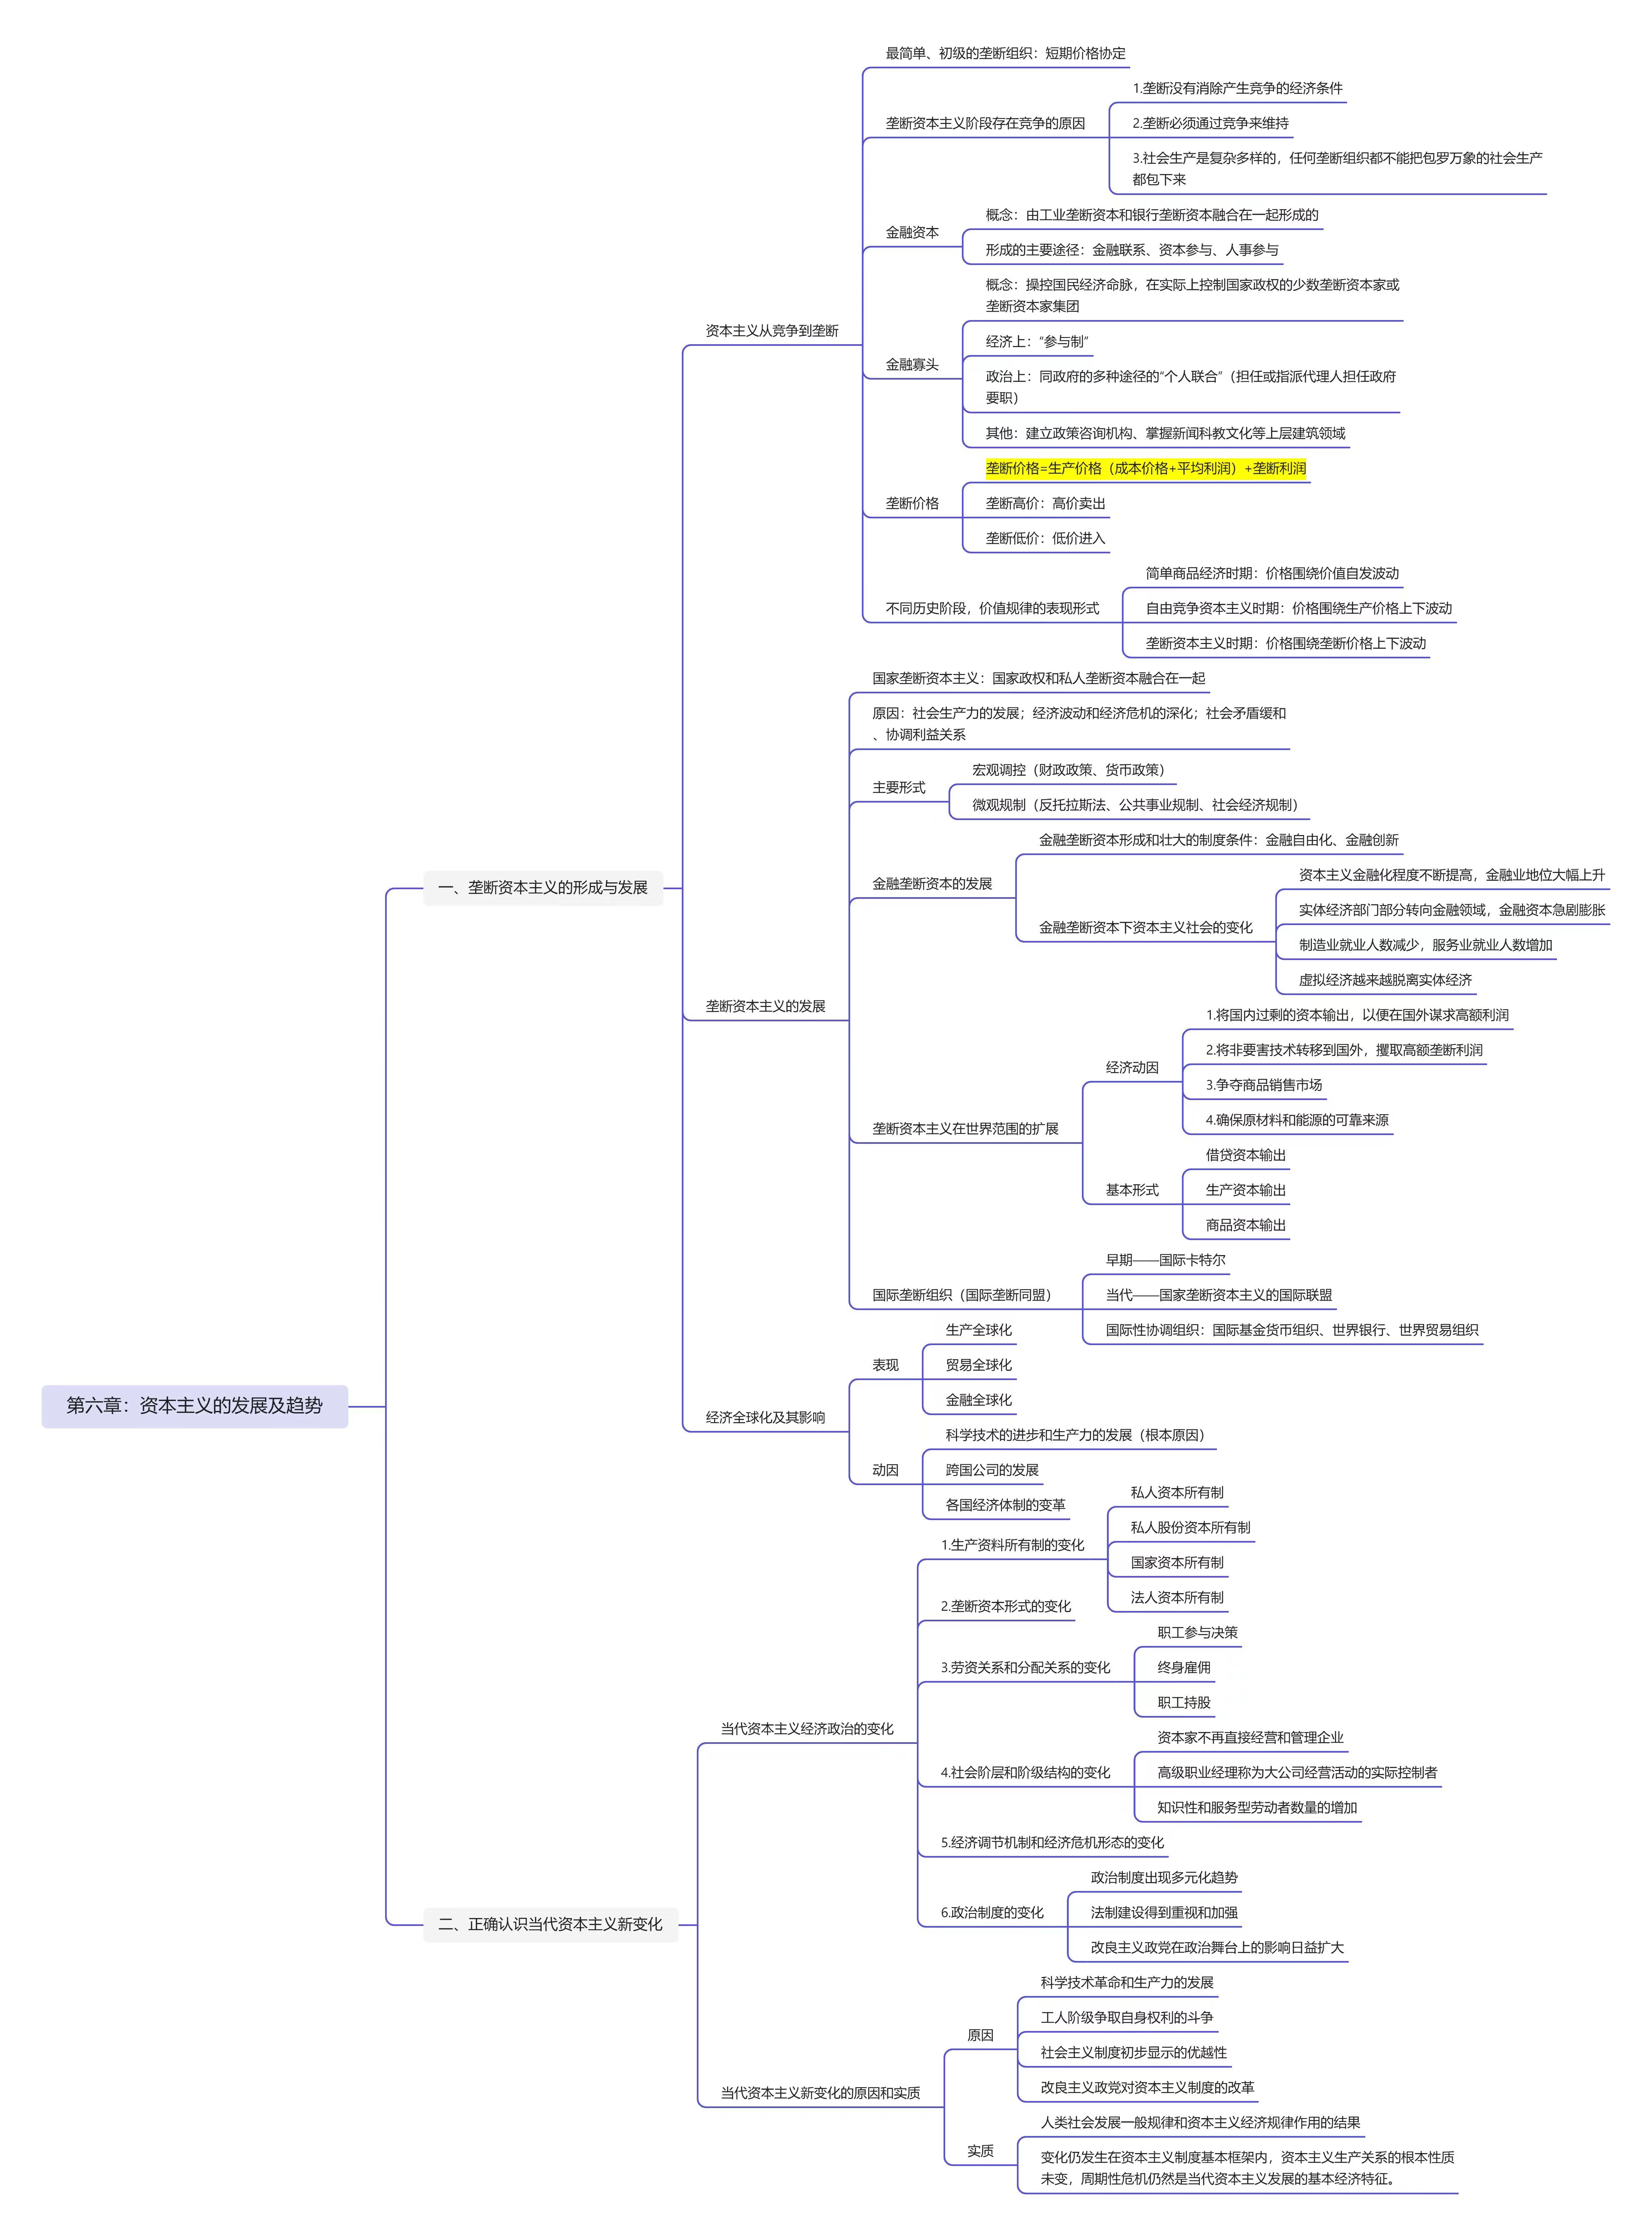 第六章：资本主义的发展及趋势
一、垄断资本主义的形成与发展
资本主义从竞争到垄断
最简单、初级的垄断组织：短期价格协定
垄断资本主义阶段存在竞争的原因
1.垄断没有消除产生竞争的经济条件
2.垄断必须通过竞争来维持
3.社会生产是复杂多样的，任何垄断组织都不能把包罗万象的社会生产
都包下来
金融资本
概念：由工业垄断资本和银行垄断资本融合在一起形成的
形成的主要途径：金融联系、资本参与、人事参与
金融寡头
概念：操控国民经济命脉，在实际上控制国家政权的少数垄断资本家或
垄断资本家集团
经济上：“参与制”
政治上：同政府的多种途径的“个人联合”（担任或指派代理人担任政府
要职）
其他：建立政策咨询机构、掌握新闻科教文化等上层建筑领域
垄断价格
垄断价格=生产价格（成本价格+平均利润）+垄断利润
垄断高价：高价卖出
垄断低价：低价进入
不同历史阶段，价值规律的表现形式
简单商品经济时期：价格围绕价值自发波动
自由竞争资本主义时期：价格围绕生产价格上下波动
垄断资本主义时期：价格围绕垄断价格上下波动
垄断资本主义的发展
国家垄断资本主义：国家政权和私人垄断资本融合在一起
原因：社会生产力的发展；经济波动和经济危机的深化；社会矛盾缓和
、协调利益关系
主要形式
宏观调控（财政政策、货币政策）
微观规制（反托拉斯法、公共事业规制、社会经济规制）
金融垄断资本的发展
金融垄断资本形成和壮大的制度条件：金融自由化、金融创新
金融垄断资本下资本主义社会的变化
资本主义金融化程度不断提高，金融业地位大幅上升
实体经济部门部分转向金融领域，金融资本急剧膨胀
制造业就业人数减少，服务业就业人数增加
虚拟经济越来越脱离实体经济
垄断资本主义在世界范围的扩展
经济动因
1.将国内过剩的资本输出，以便在国外谋求高额利润
2.将非要害技术转移到国外，攫取高额垄断利润
3.争夺商品销售市场
4.确保原材料和能源的可靠来源
基本形式
借贷资本输出
生产资本输出
商品资本输出
国际垄断组织（国际垄断同盟）
早期——国际卡特尔
当代——国家垄断资本主义的国际联盟
国际性协调组织：国际基金货币组织、世界银行、世界贸易组织
经济全球化及其影响
表现
生产全球化
贸易全球化
金融全球化
动因
科学技术的进步和生产力的发展（根本原因）
跨国公司的发展
各国经济体制的变革
二、正确认识当代资本主义新变化
当代资本主义经济政治的变化
1.生产资料所有制的变化
私人资本所有制
私人股份资本所有制
国家资本所有制
法人资本所有制
2.垄断资本形式的变化
3.劳资关系和分配关系的变化
职工参与决策
终身雇佣
职工持股
4.社会阶层和阶级结构的变化
资本家不再直接经营和管理企业
高级职业经理称为大公司经营活动的实际控制者
知识性和服务型劳动者数量的增加
5.经济调节机制和经济危机形态的变化
6.政治制度的变化
政治制度出现多元化趋势
法制建设得到重视和加强
改良主义政党在政治舞台上的影响日益扩大
当代资本主义新变化的原因和实质
原因
科学技术革命和生产力的发展
工人阶级争取自身权利的斗争
社会主义制度初步显示的优越性
改良主义政党对资本主义制度的改革
实质
人类社会发展一般规律和资本主义经济规律作用的结果
变化仍发生在资本主义制度基本框架内，资本主义生产关系的根本性质
未变，周期性危机仍然是当代资本主义发展的基本经济特征。